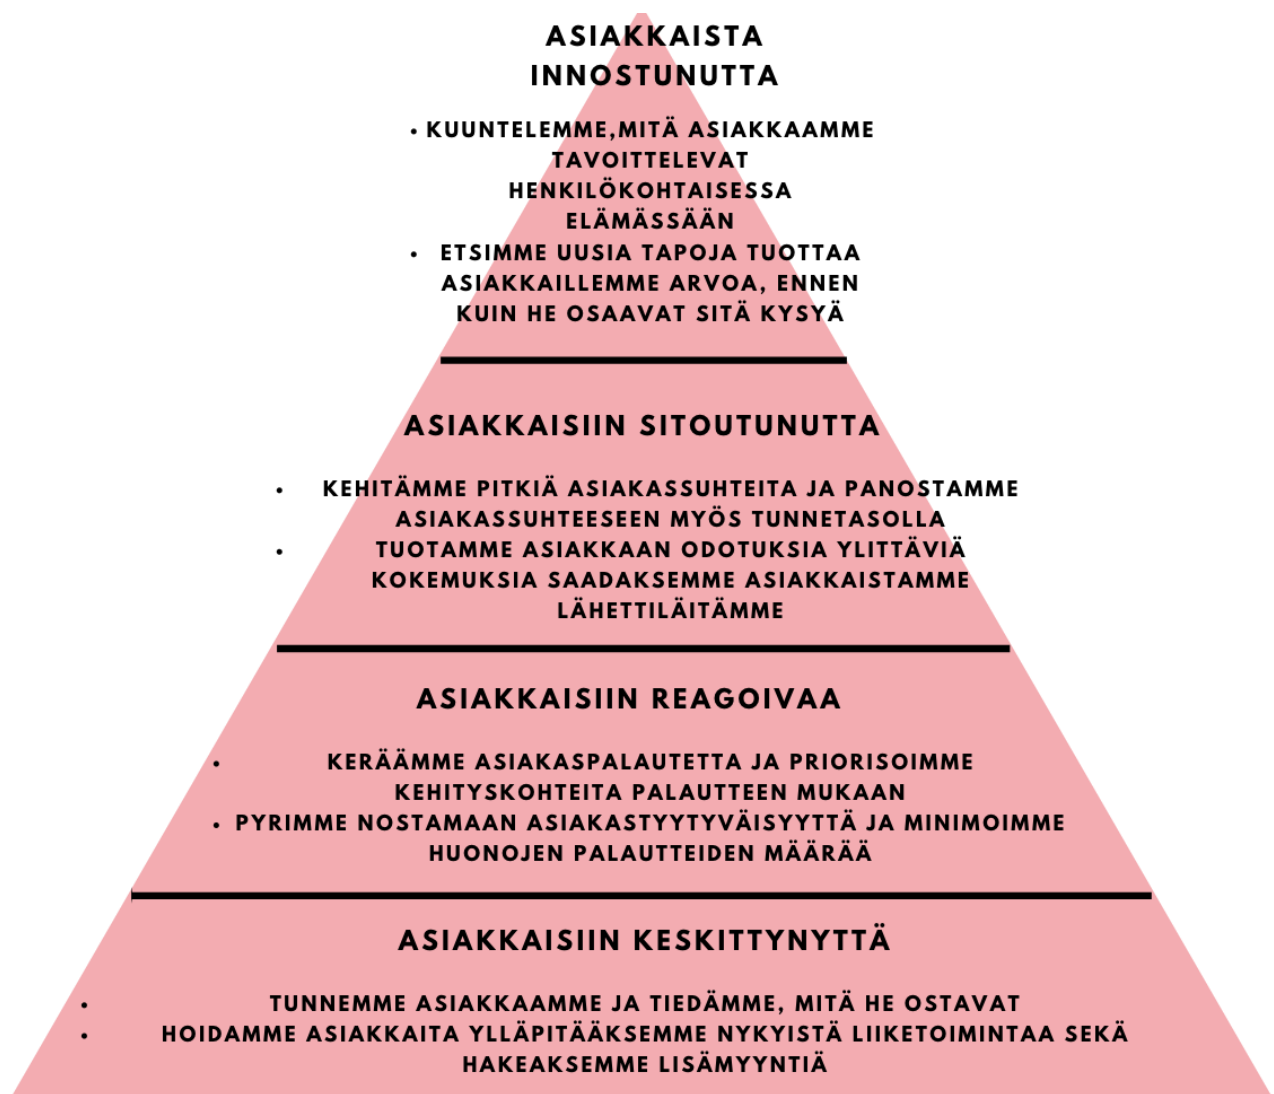 ASIAKKAISTA
INNOSTUNUTTA
• KUUNTELEMME,MITÄ ASIAKKAAMME
TAVOITTELEVAT
HENKILÖKOHTAISESSA
ELÄMÄSSÄÄN
• ETSIMME UUSIA TAPOJA TUOTTAA
ASIAKKAILLEMME ARVOA, ENNEN
KUIN HE OSAAVAT SITÄ KYSYÄ
ASIAKKAISIIN SITOUTUNUTTA
• KEHITÄMME PITKIÄ ASIAKASSUHTEITA JA PANOSTAMME
ASIAKASSUHTEESEEN MYÖS TUNNETASOLLA
• TUOTAMME ASIAKKAAN ODOTUKSIA YLITTÄVIÄ
KOKEMUKSIA SAADAKSEMME ASIAKKAISTAMME
LÄHETTILÄITÄMME
ASIAKKAISIIN REAGOIVAA
• KERÄÄMME ASIAKASPALAUTETTA JA PRIORISOIMME
KEHITYSKOHTEITA PALAUTTEEN MUKAAN
• PYRIMME NOSTAMAAN ASIAKASTYYTYVÄISYYTTÄ JA MINIMOIMME
HUONOJEN PALAUTTEIDEN MÄÄRÄÄ
ASIAKKAISIIN KESKITTYNYTTÄ
• TUNNEMME ASIAKKAAMME JA TIEDÄMME, MITÄ HE OSTAVAT
• HOIDAMME ASIAKKAITA YLLÄPITÄÄKSEMME NYKYISTÄ LIIKETOIMINTAA SEKÄ
HAKEAKSEMME LISÄMYYNTIÄ